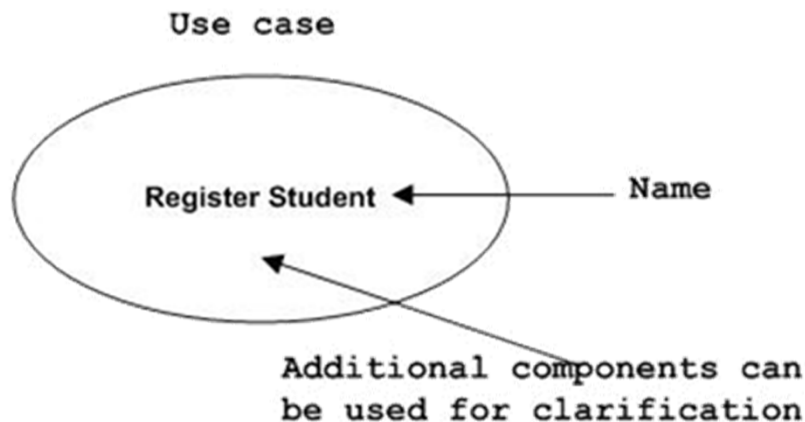 Use case
Register Student
Name
Additional components can
be used for clarification